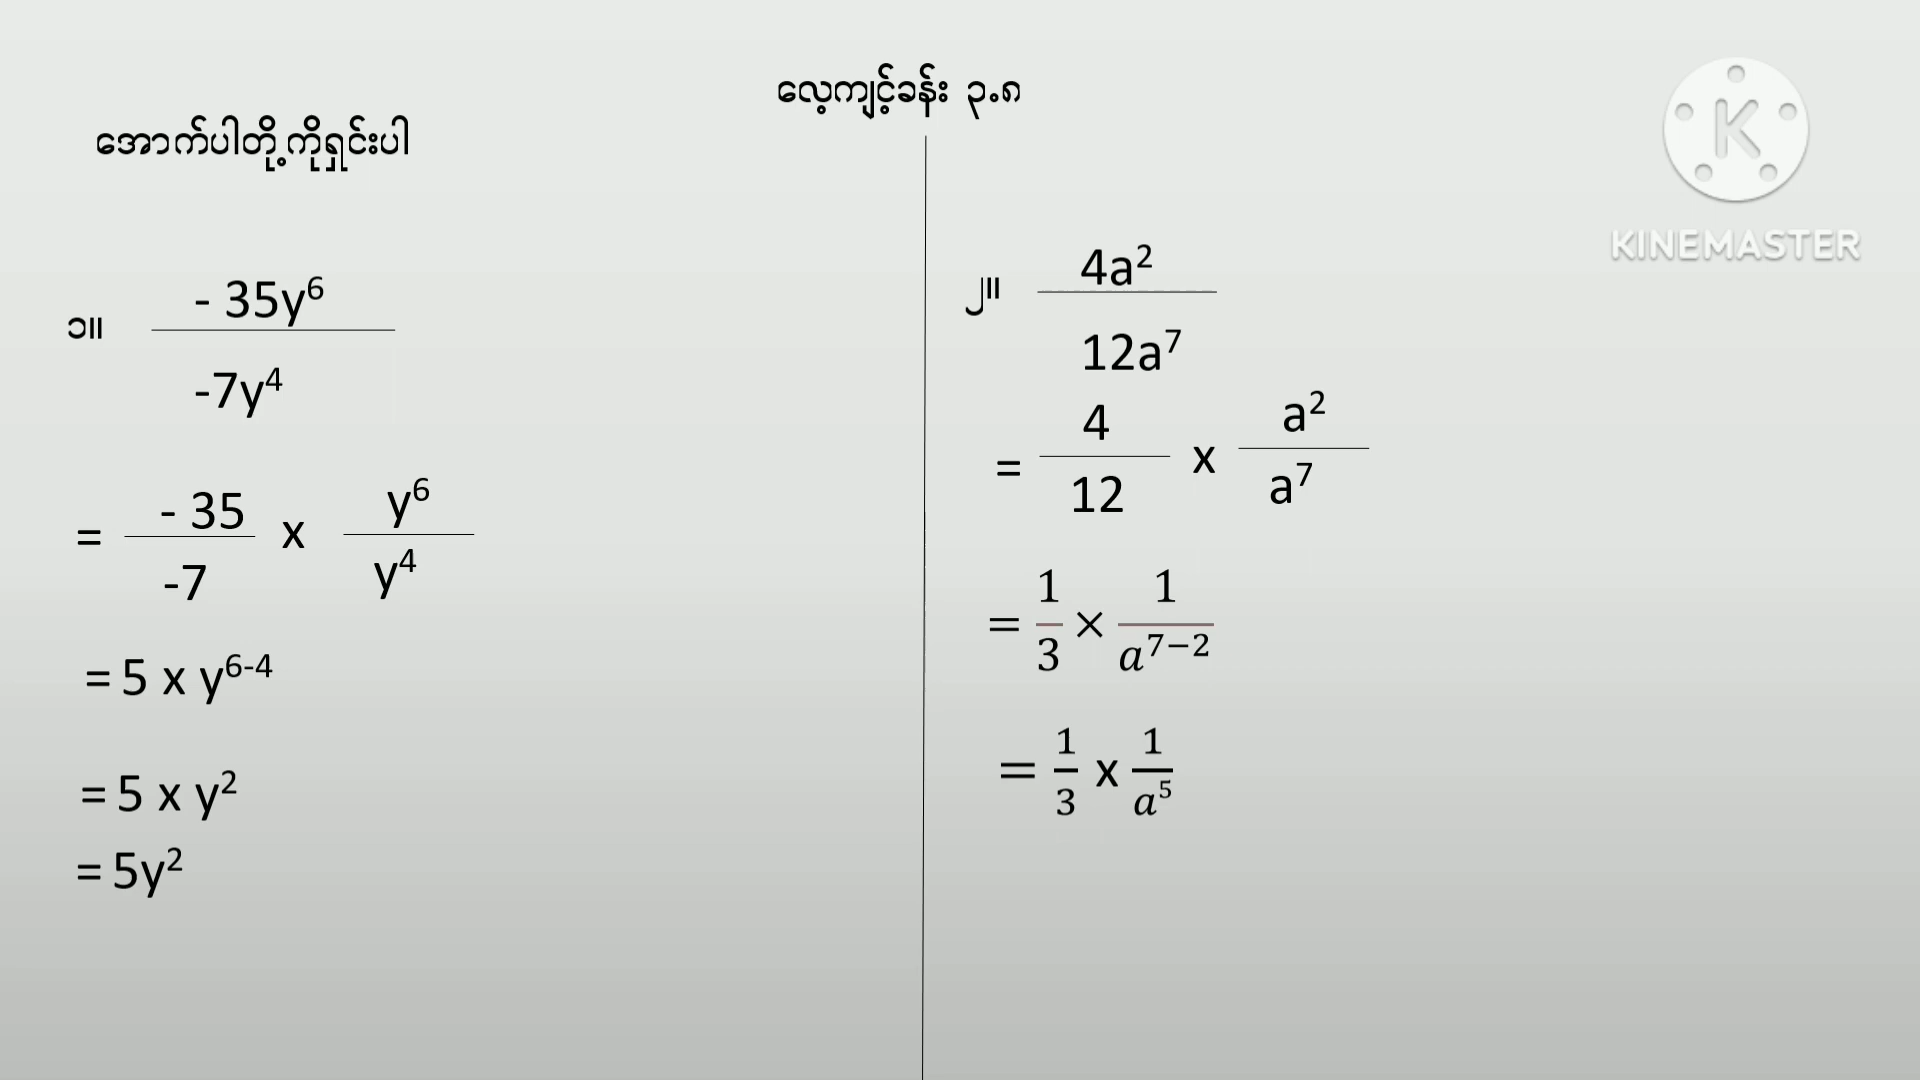 လေ့ကျင့်ခန်း ၃.၈
အောက်ပါတို့ကိုရှင်းပါ
၁။ - 35y⁶ / -7y⁴
= - 35 / -7 x y⁶ / y⁴
= 5 x y⁶⁻⁴
= 5 x y²
= 5y²
၂။ 4a² / 12a⁷
= 4 / 12 x a² / a⁷
= 1/3 × 1/a⁷⁻²
= 1/3 x 1/a⁵
K
KINEMASTER